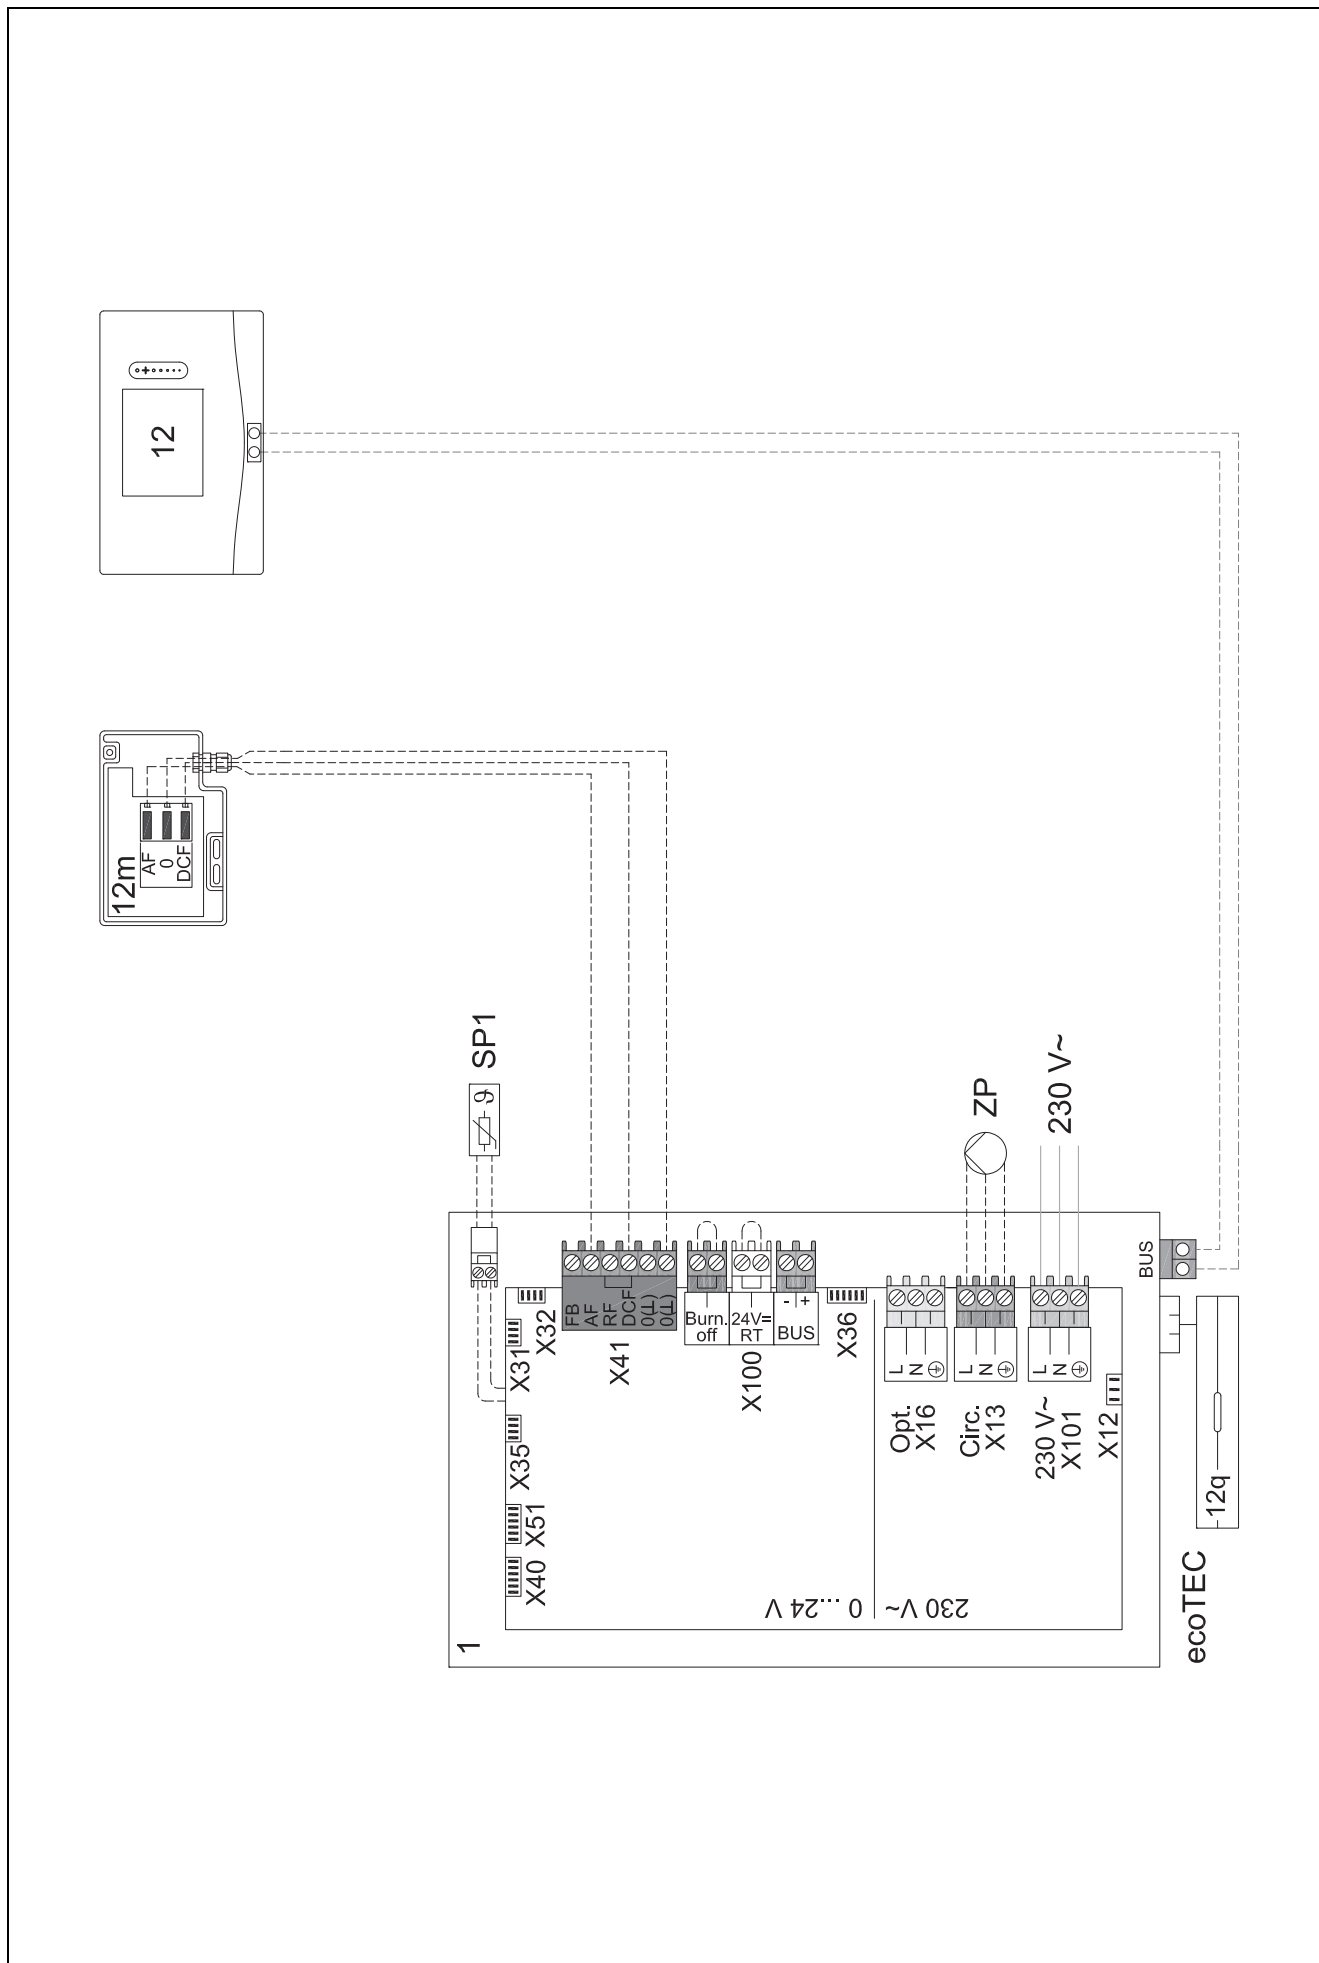 12
12m
AF
0
DCF
SP1
ϑ
X31
X32
X35
X51
X40
FB
AF
RF
DCF
0(⊥)
0(⊥)
X41
Burn.
off
24V=
RT
X100
- +
BUS
X36
L
N
Opt.
X16
L
N
Circ.
X13
ZP
L
N
230 V~
X101
230 V~
X12
BUS
0...24 V
230 V~
1
ecoTEC
12q